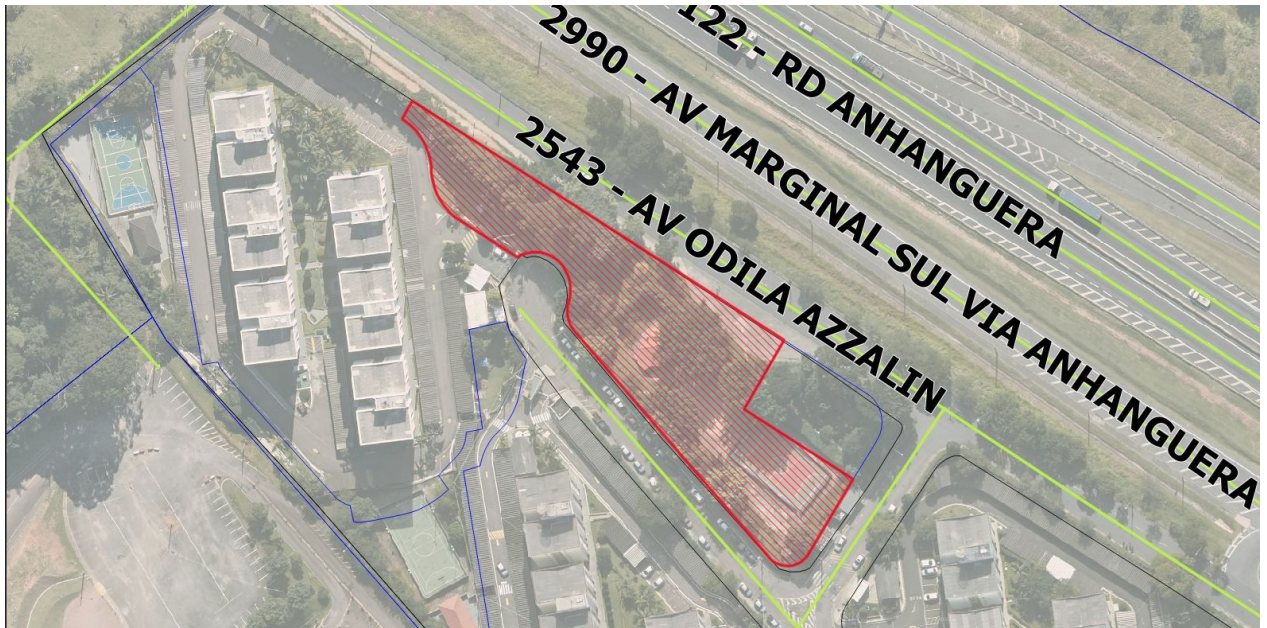 122 - RD ANHANGUERA
2990 - AV MARGINAL SUL VIA ANHANGUERA
2543 - AV ODILA AZZALIN